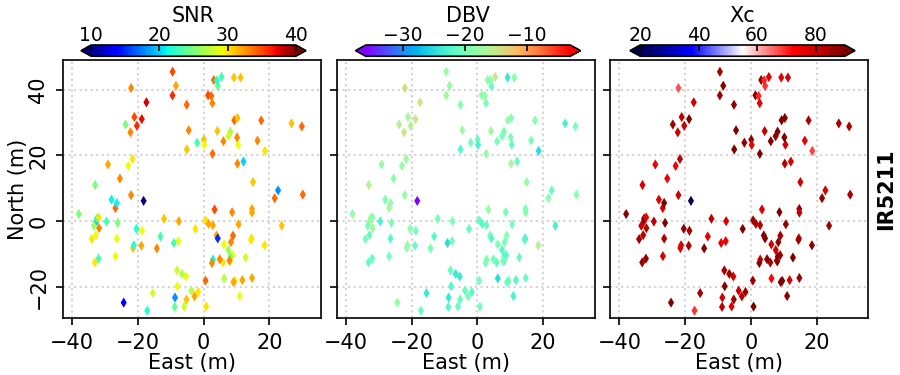 SNR DBV Xc
10 20 30 40 −30 −20 −10 20 40 60 80
40
20
0
−20
North (m)
IR5211
−40 −20 0 20 −40 −20 0 20 −40 −20 0 20
East (m) East (m) East (m)